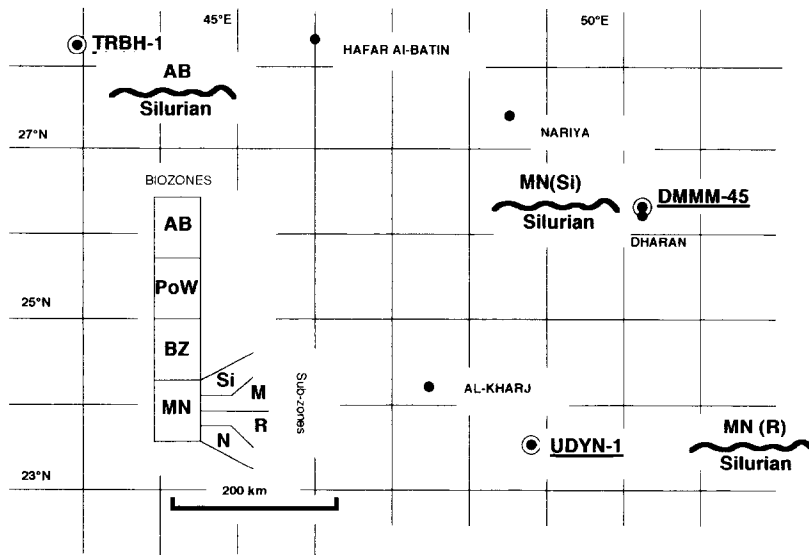 45°E
50°E
TRBH-1
HAFAR Al-BATIN
AB
Silurian
27°N
NARIYA
BIOZONES
MN(Si)
Silurian
DMMM-45
DHARAN
AB
PoW
25°N
BZ
Si
M
Sub-zones
AL-KHARJ
MN
R
N
MN (R)
Silurian
UDYN-1
23°N
200 km